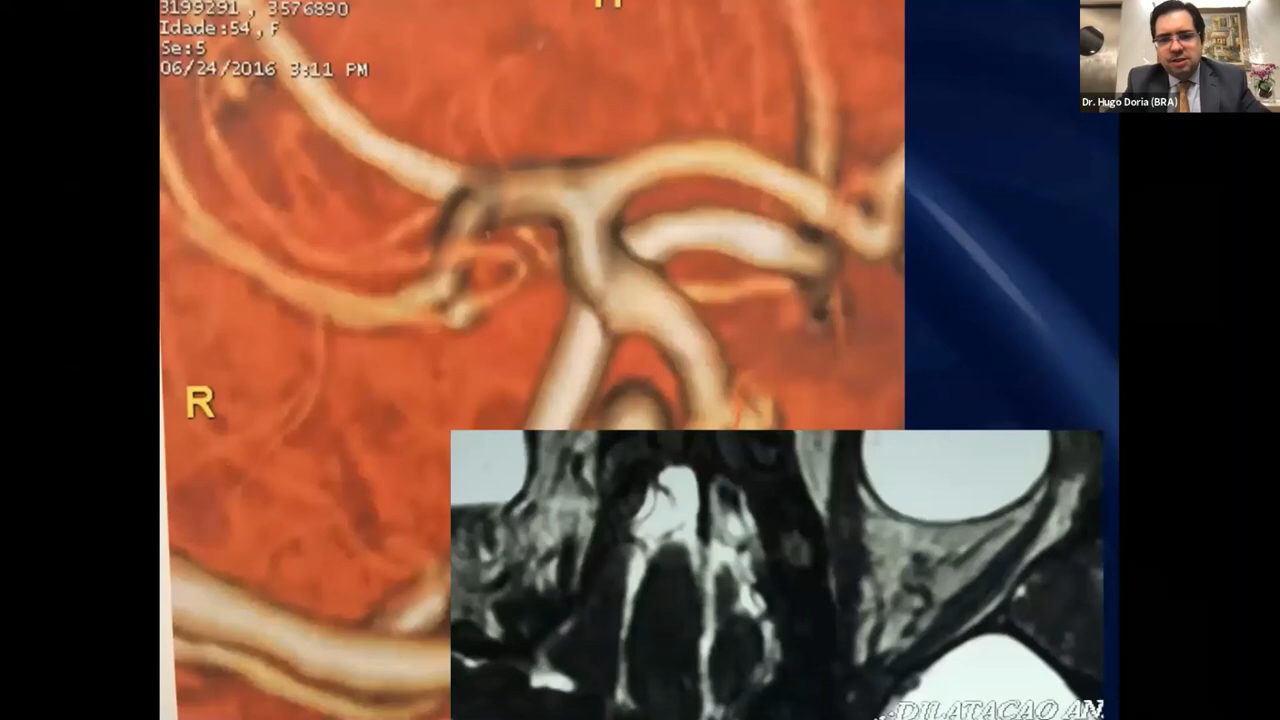 3199291, 3576890
Idade:54, F
Se:5
06/24/2016 3:11 PM
Dr. Hugo Doria (BRA)
R
DILATACAO AN